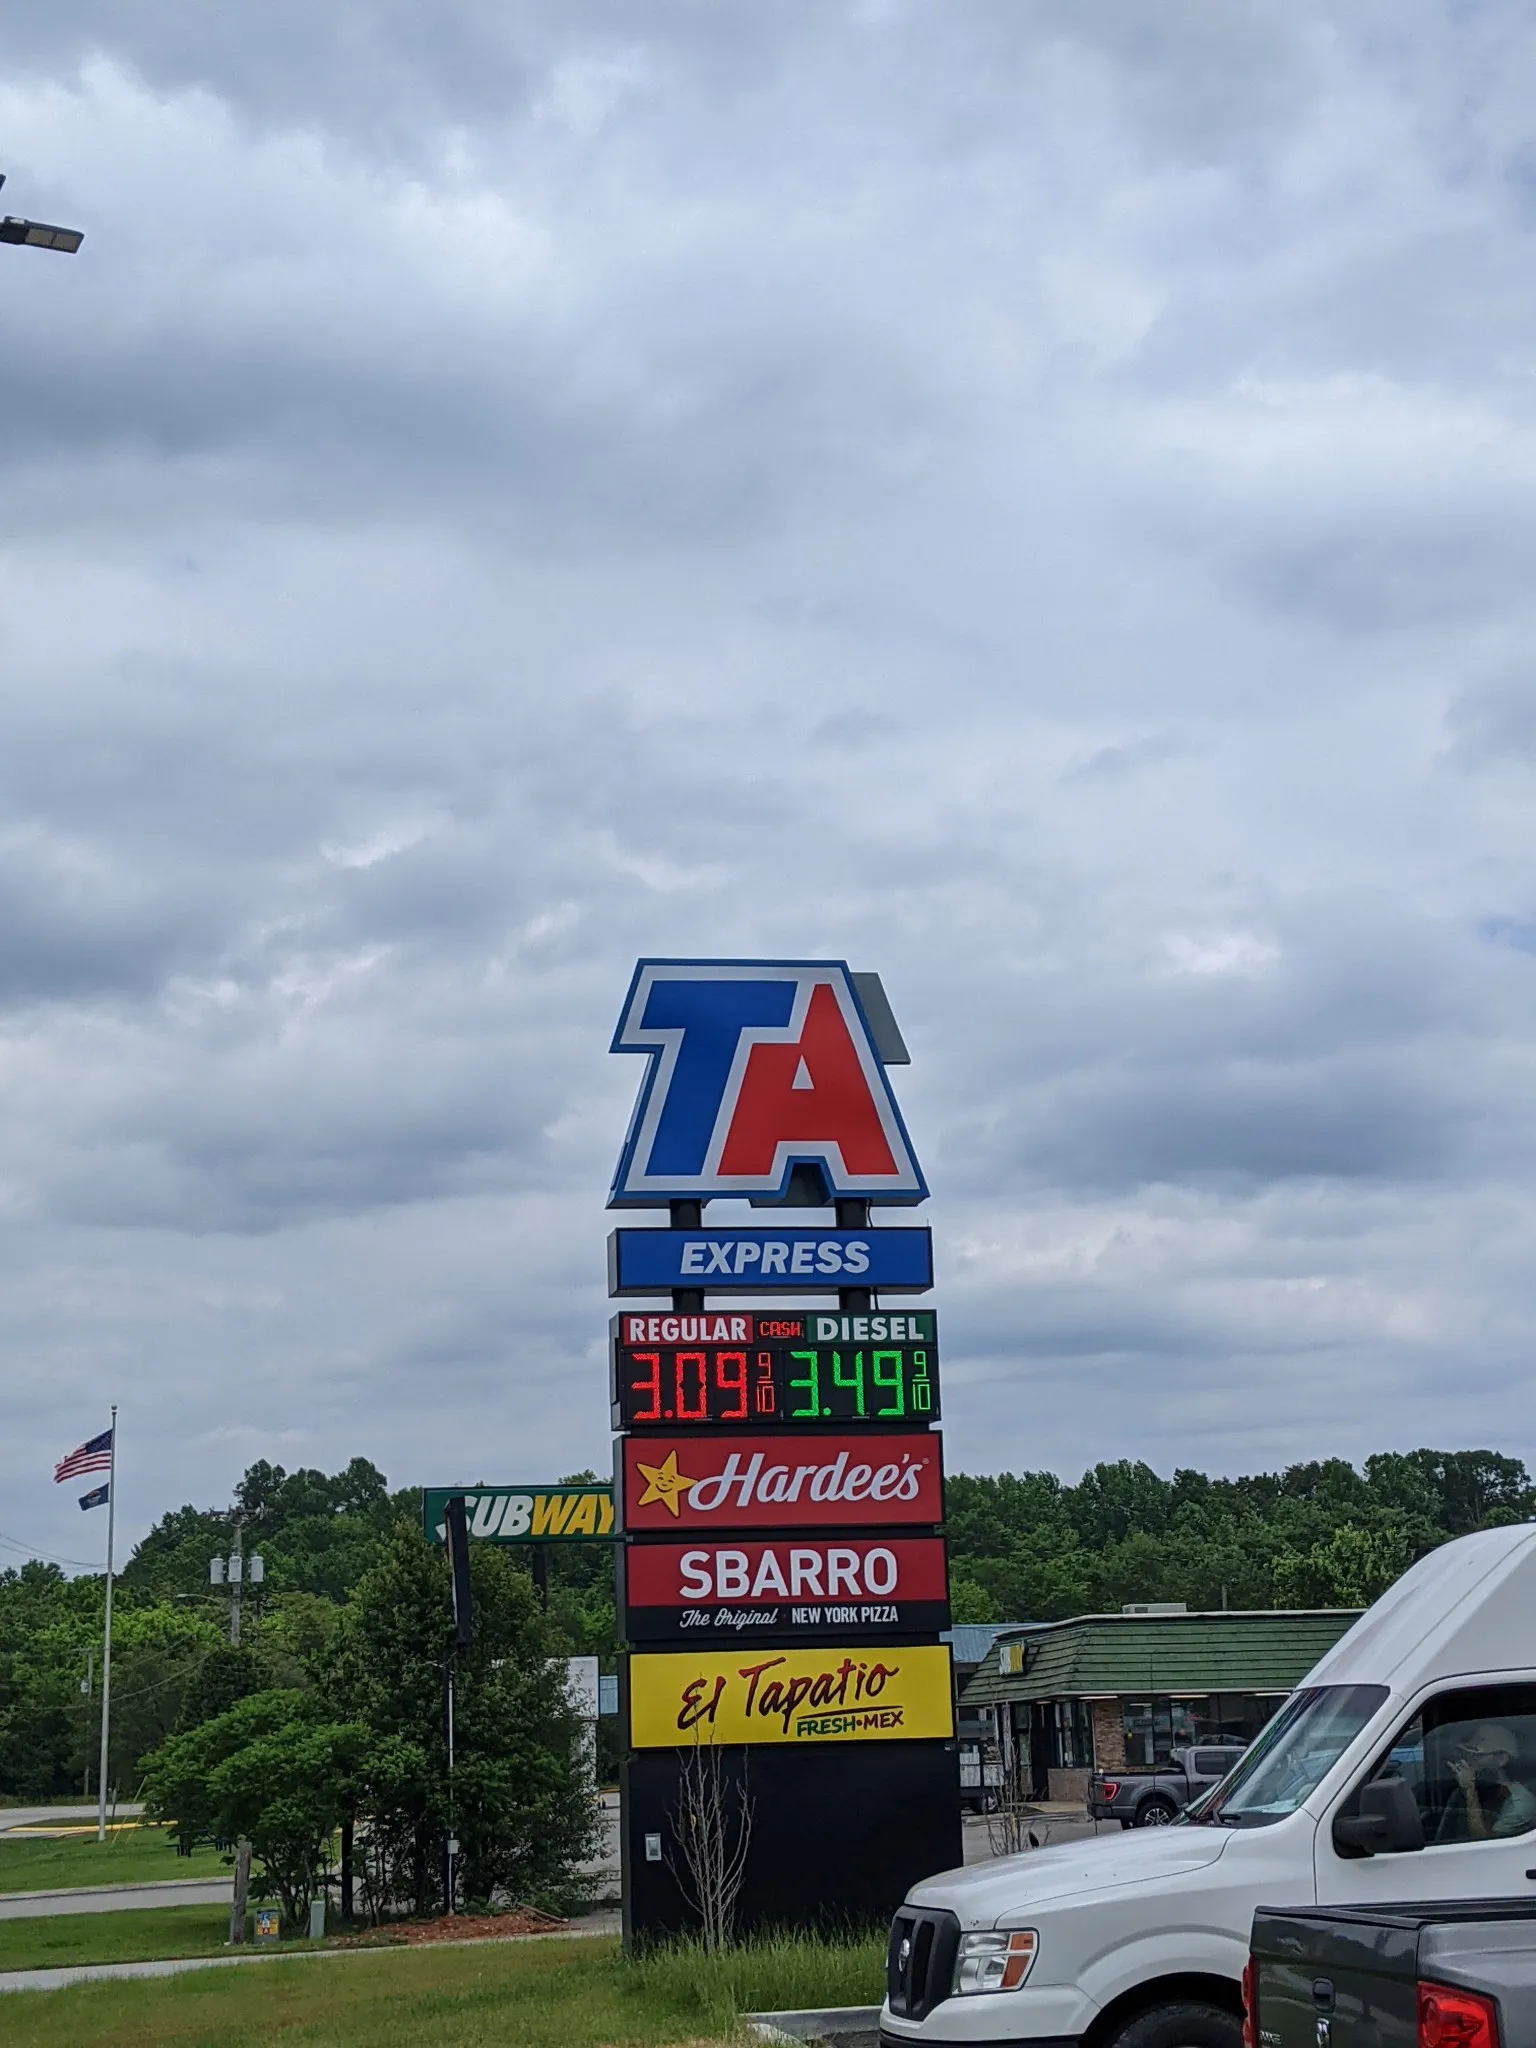 TA
EXPRESS
REGULAR CASH DIESEL
3.09 9/10 3.49 9/10
Hardee's
SUBWAY
SBARRO
The Original NEW YORK PIZZA
El Tapatio
FRESH•MEX